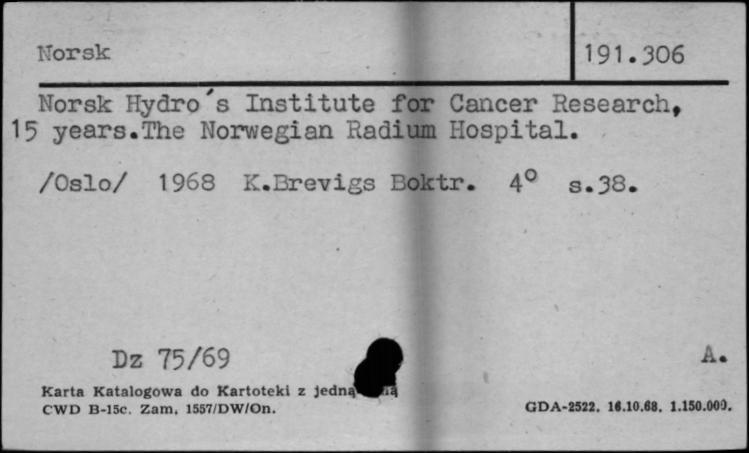 Norsk
191.306
Norsk Hydro´s Institute for Cancer Research,
15 years.The Norwegian Radium Hospital.
/Oslo/ 1968 K.Brevigs Boktr. 4° s.38.
Dz 75/69
A.
Karta Katalogowa do Kartoteki z jedną
CWD B-15c. Zam. 1557/DW/On.
GDA-2522. 16.10.68. 1.150.000.